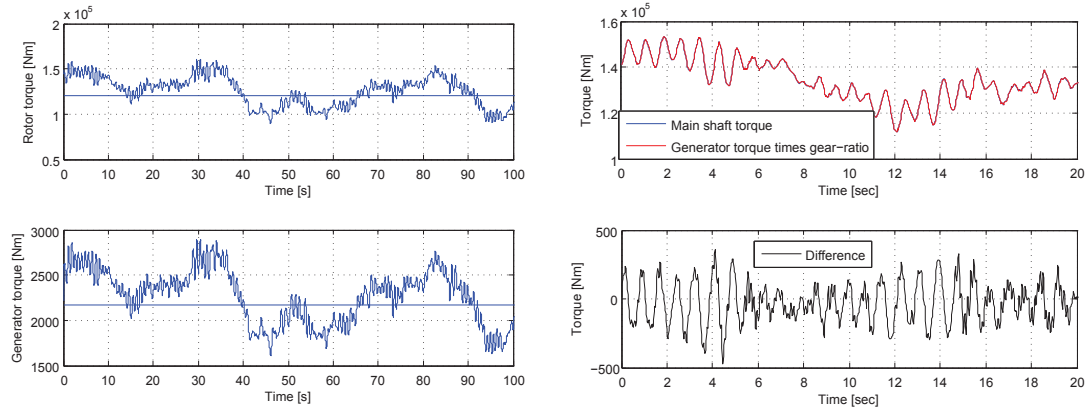 x 10⁵
2
1.5
1
0.5
Rotor torque [Nm]
0 10 20 30 40 50 60 70 80 90 100
Time [s]
3000
2500
2000
1500
Generator torque [Nm]
0 10 20 30 40 50 60 70 80 90 100
Time [s]
x 10⁵
1.6
1.4
1.2
1
Torque [Nm]
Main shaft torque
Generator torque times gear−ratio
0 2 4 6 8 10 12 14 16 18 20
Time [sec]
500
0
−500
Torque [Nm]
Difference
0 2 4 6 8 10 12 14 16 18 20
Time [sec]